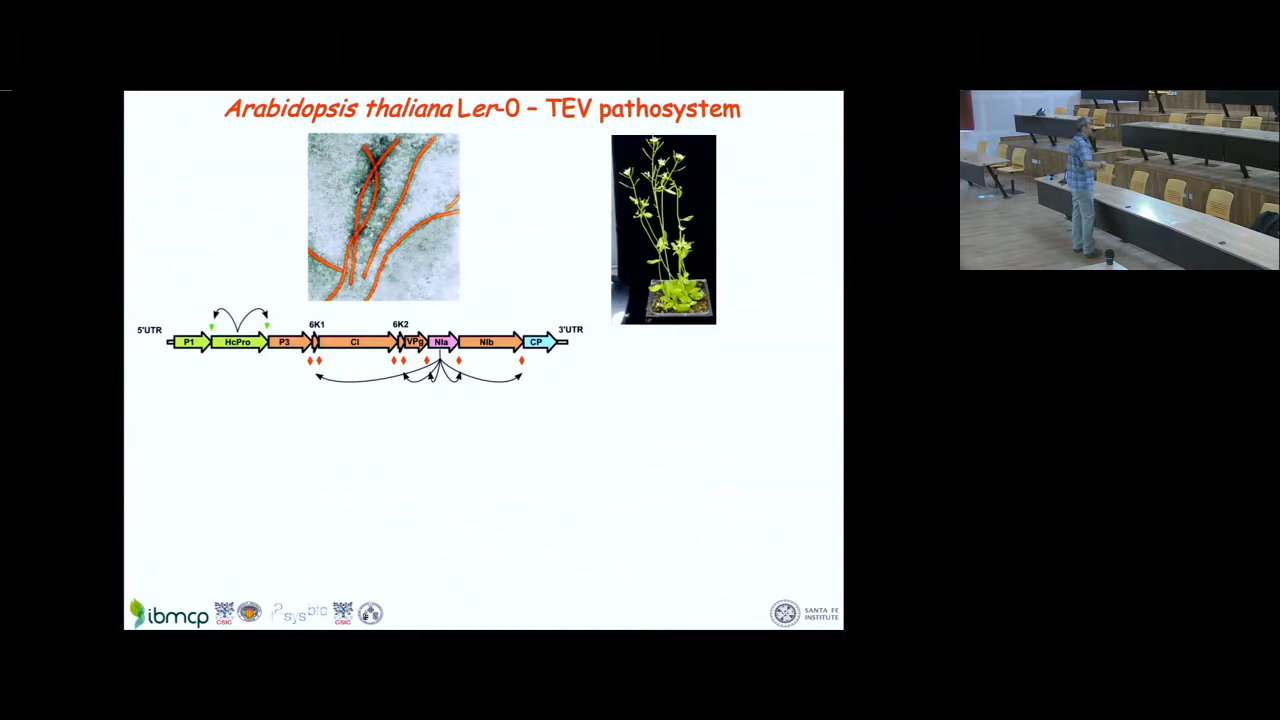 Arabidopsis thaliana Ler-0 – TEV pathosystem
6K1 6K2
5'UTR 3'UTR
P1 HcPro P3 CI VPg NIa NIb CP
ibmcp CSIC sysbio CSIC SANTA FE
INSTITUTE